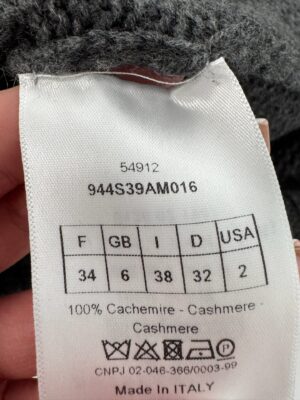 54912
944S39AM016
F GB I D USA
34 6 38 32 2
100% Cachemire - Cashmere -
Cashmere
P
CNPJ 02-046-366/0003-99
Made In ITALY